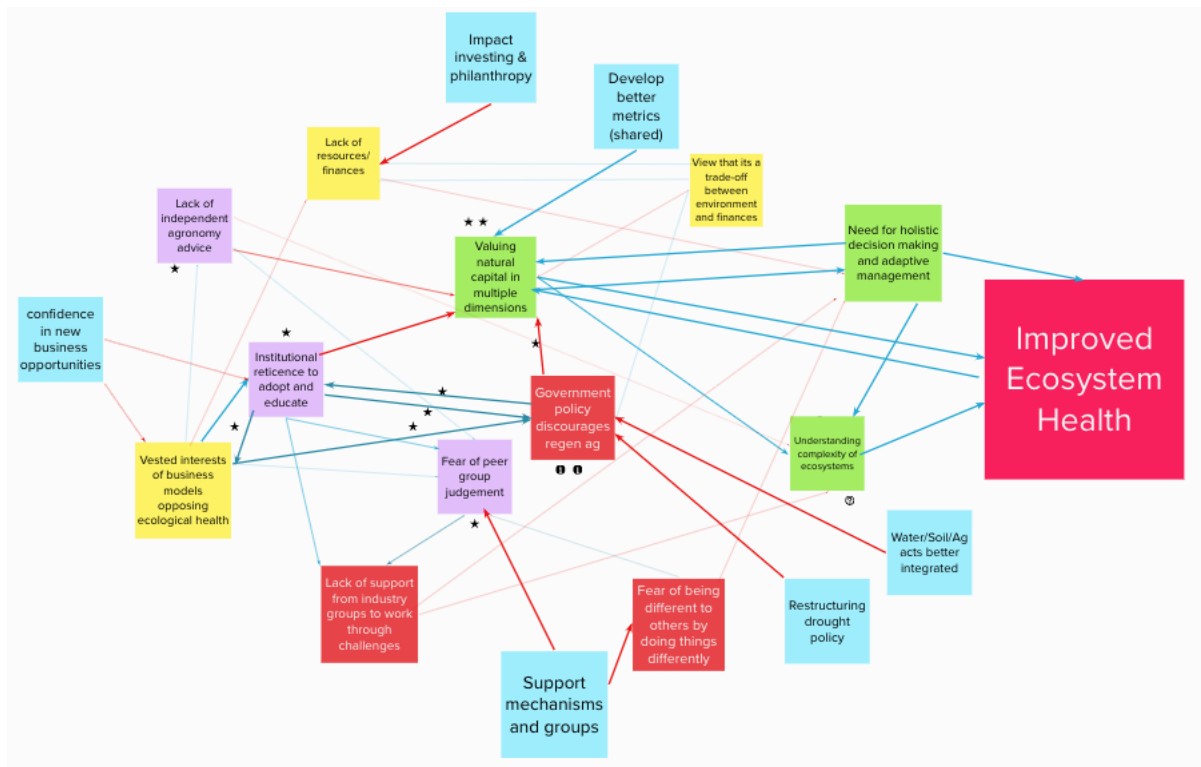 Impact
investing &
philanthropy
Develop
better
metrics
(shared)
Lack of
resources/
finances
View that its a
trade-off
between
environment
and finances
Lack of
independent
agronomy
advice
Valuing
natural
capital in
multiple
dimensions
Need for holistic
decision making
and adaptive
management
Improved
Ecosystem
Health
confidence
in new
business
opportunities
Institutional
reticence to
adopt and
educate
Government
policy
discourages
regen ag
Vested interests
of business
models
opposing
ecological health
Fear of peer
group
judgement
Understanding
complexity of
ecosystems
Water/Soil/Ag
acts better
integrated
Lack of support
from industry
groups to work
through
challenges
Fear of being
different to
others by
doing things
differently
Restructuring
drought
policy
Support
mechanisms
and groups